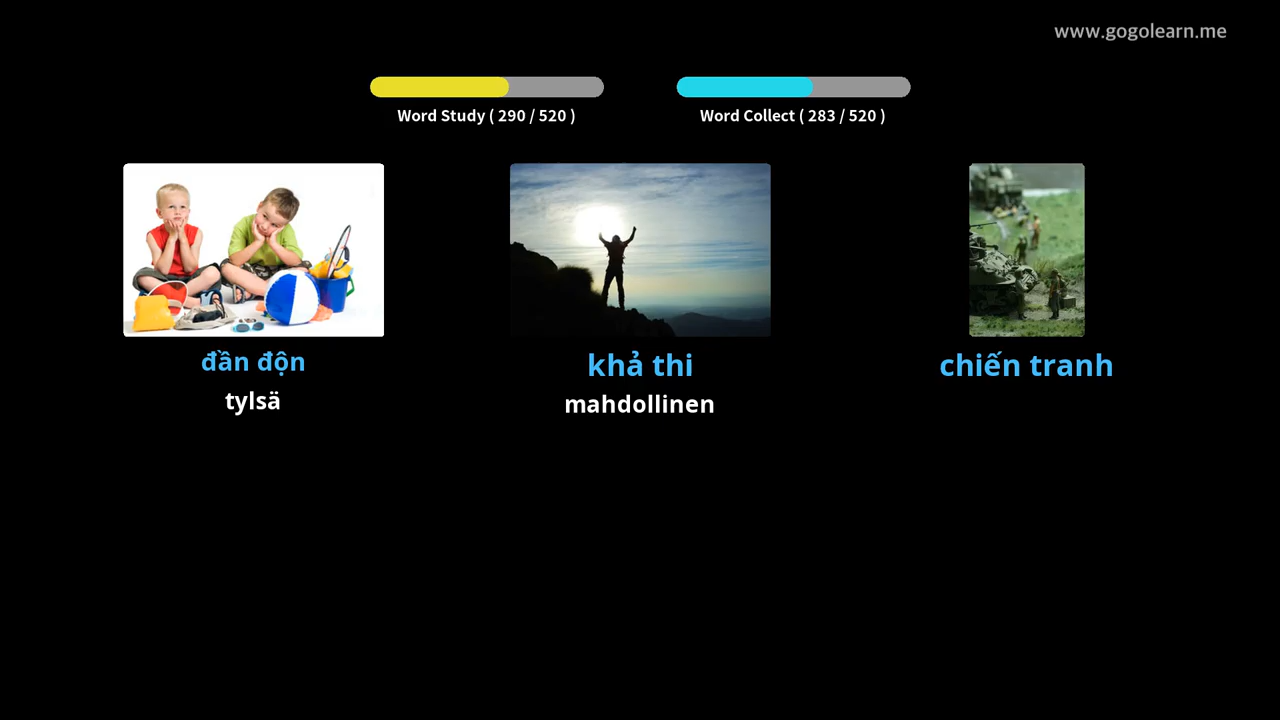 www.gogolearn.me
Word Study ( 290 / 520 )
Word Collect ( 283 / 520 )
đần độn
khả thi
chiến tranh
tylsä
mahdollinen